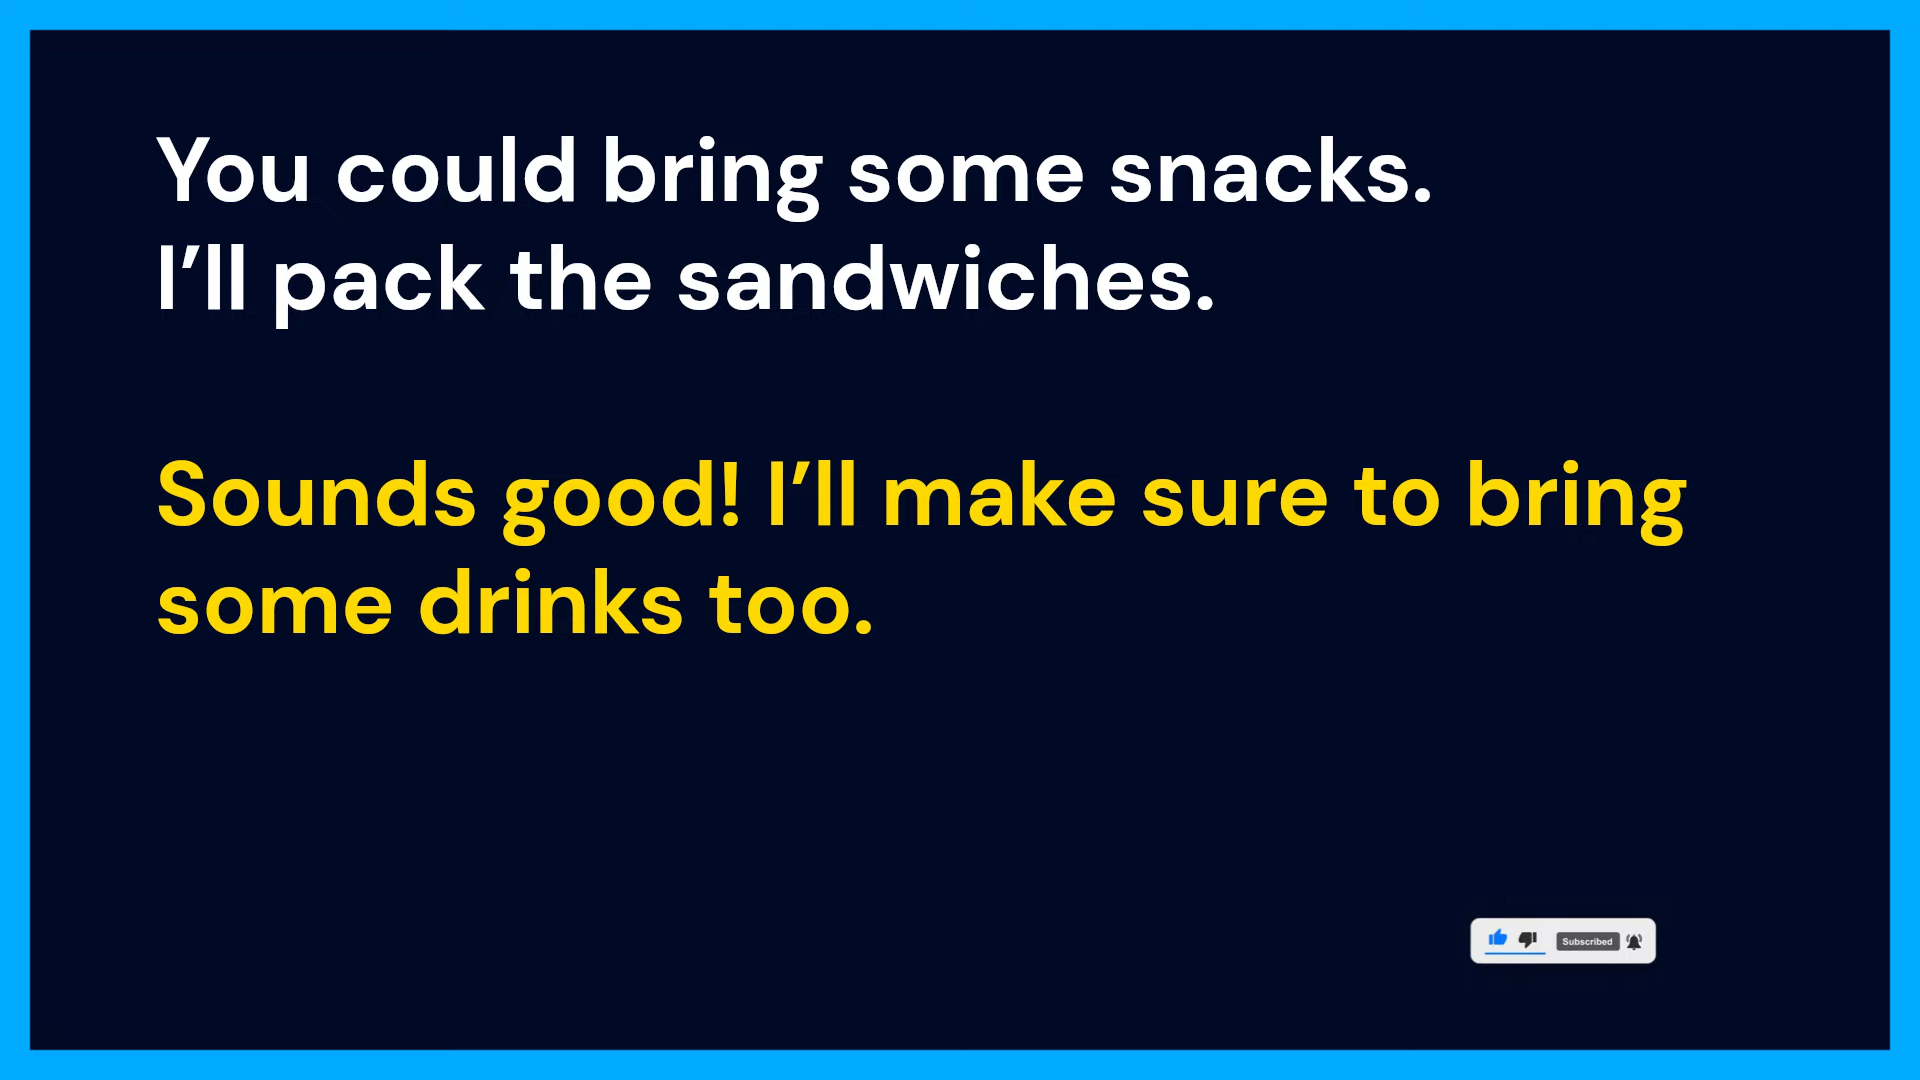 You could bring some snacks.
I’ll pack the sandwiches.
Sounds good! I’ll make sure to bring
some drinks too.
Subscribed